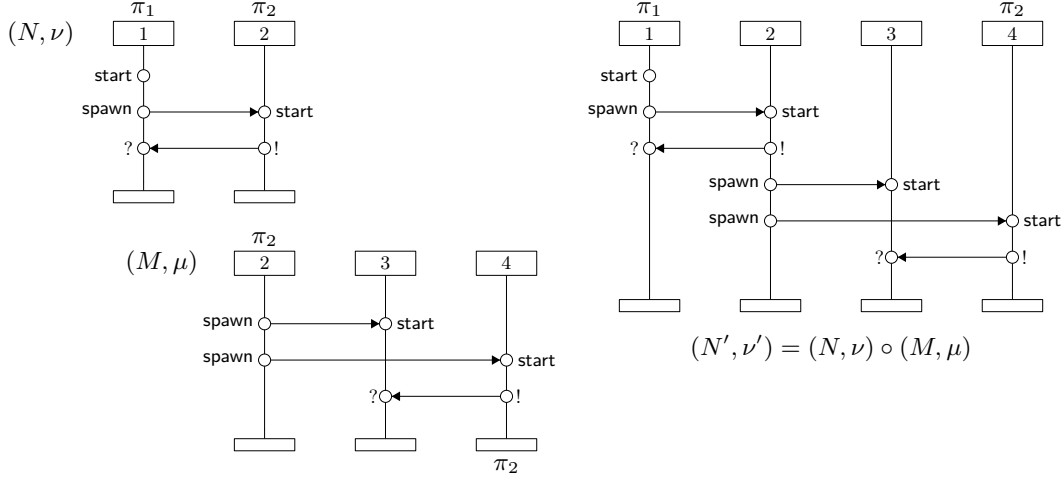 π₁ π₂
(N, ν) 1 2
start
spawn start
? !
π₂
(M, μ) 2 3 4
spawn start
spawn start
? !
π₂
π₁ π₂
1 2 3 4
start
spawn start
? !
spawn start
spawn start
? !
(N′, ν′) = (N, ν) ∘ (M, μ)